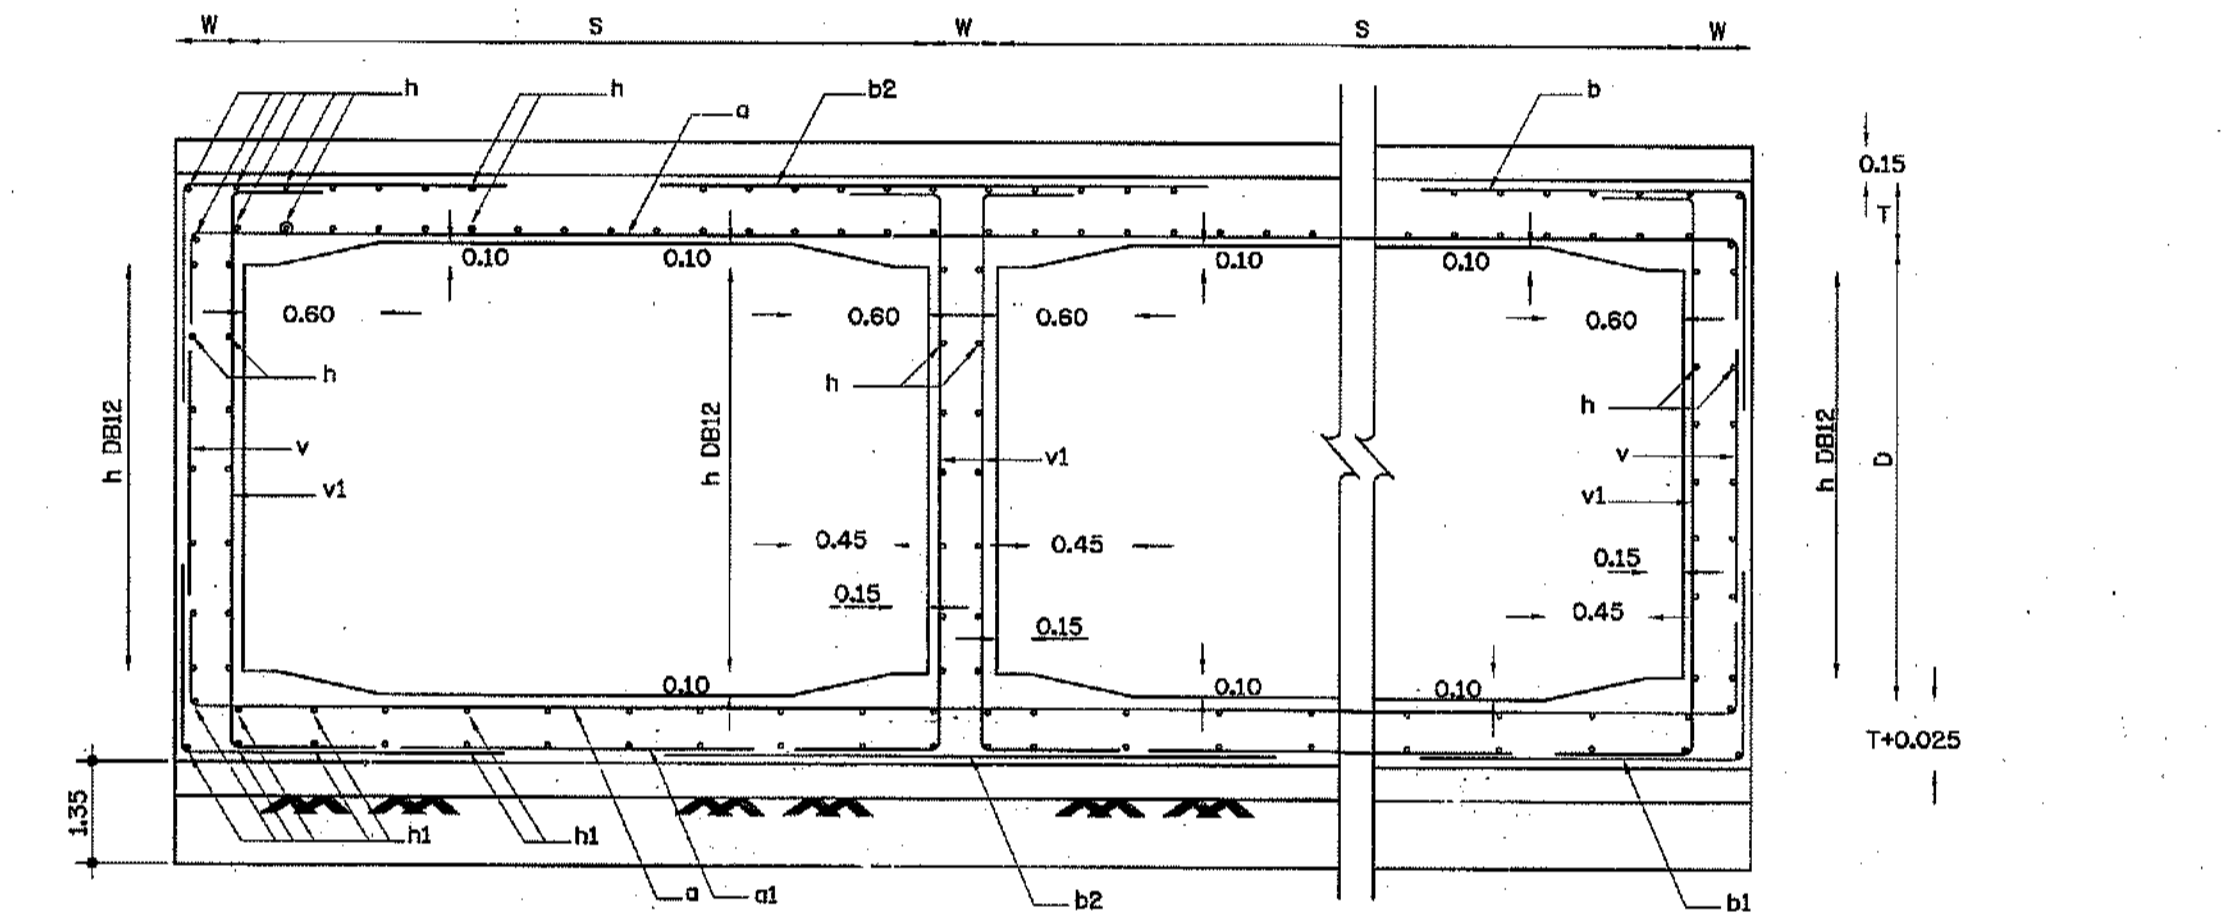 W S W S W
h h b2 b
a
0.15
T
0.10 0.10 0.10 0.10
0.60 0.60 0.60 0.60
h h h
h DB12 h DB12 h DB12
v v1 v D
v1 v1
0.45 0.45 0.15
0.15 0.45
0.15
0.10 0.10 0.10
T+0.025
1.35
h1 h1
a a1 b2 b1